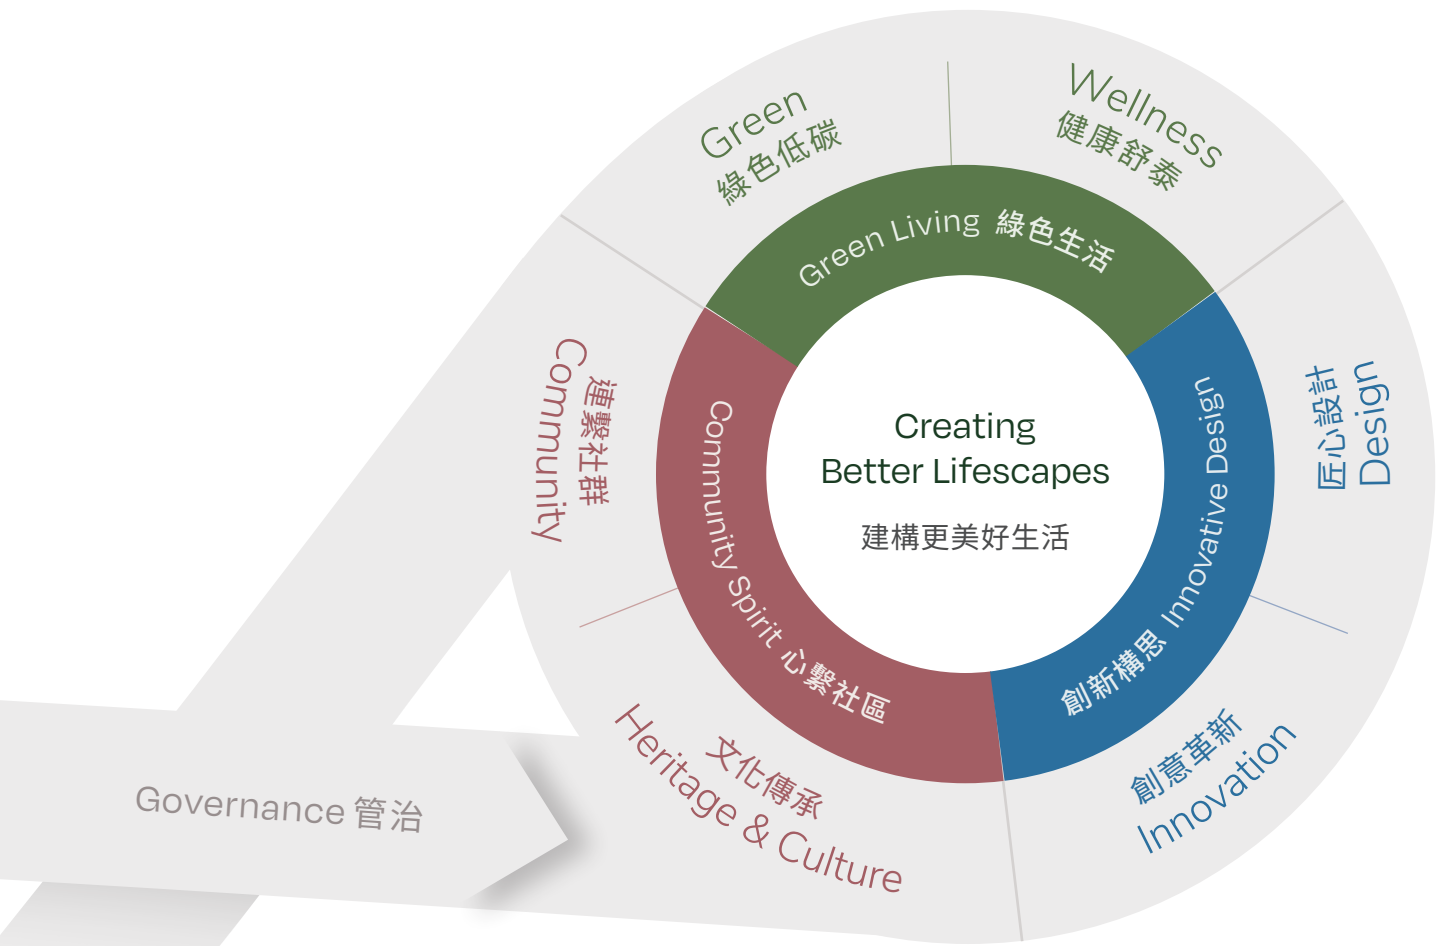 Green
綠色低碳
Wellness
健康舒泰
Green Living 綠色生活
Community
連繫社群
Community Spirit 心繫社區
Creating
Better Lifescapes
建構更美好生活
創新構思 Innovative Design
匠心設計
Design
文化傳承
Heritage & Culture
創意革新
Innovation
Governance 管治